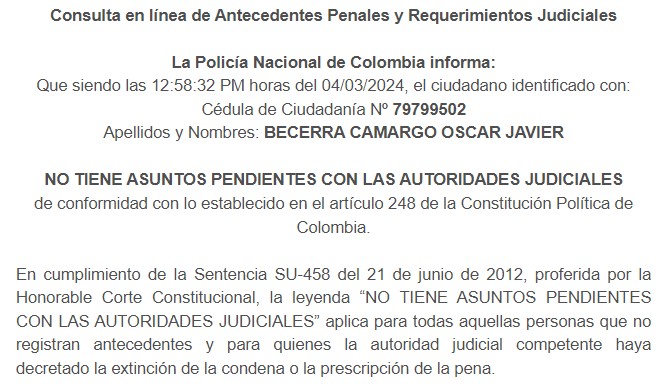 Consulta en línea de Antecedentes Penales y Requerimientos Judiciales
La Policía Nacional de Colombia informa:
Que siendo las 12:58:32 PM horas del 04/03/2024, el ciudadano identificado con:
Cédula de Ciudadanía Nº 79799502
Apellidos y Nombres: BECERRA CAMARGO OSCAR JAVIER
NO TIENE ASUNTOS PENDIENTES CON LAS AUTORIDADES JUDICIALES
de conformidad con lo establecido en el artículo 248 de la Constitución Política de
Colombia.
En cumplimiento de la Sentencia SU-458 del 21 de junio de 2012, proferida por la
Honorable Corte Constitucional, la leyenda “NO TIENE ASUNTOS PENDIENTES
CON LAS AUTORIDADES JUDICIALES” aplica para todas aquellas personas que no
registran antecedentes y para quienes la autoridad judicial competente haya
decretado la extinción de la condena o la prescripción de la pena.